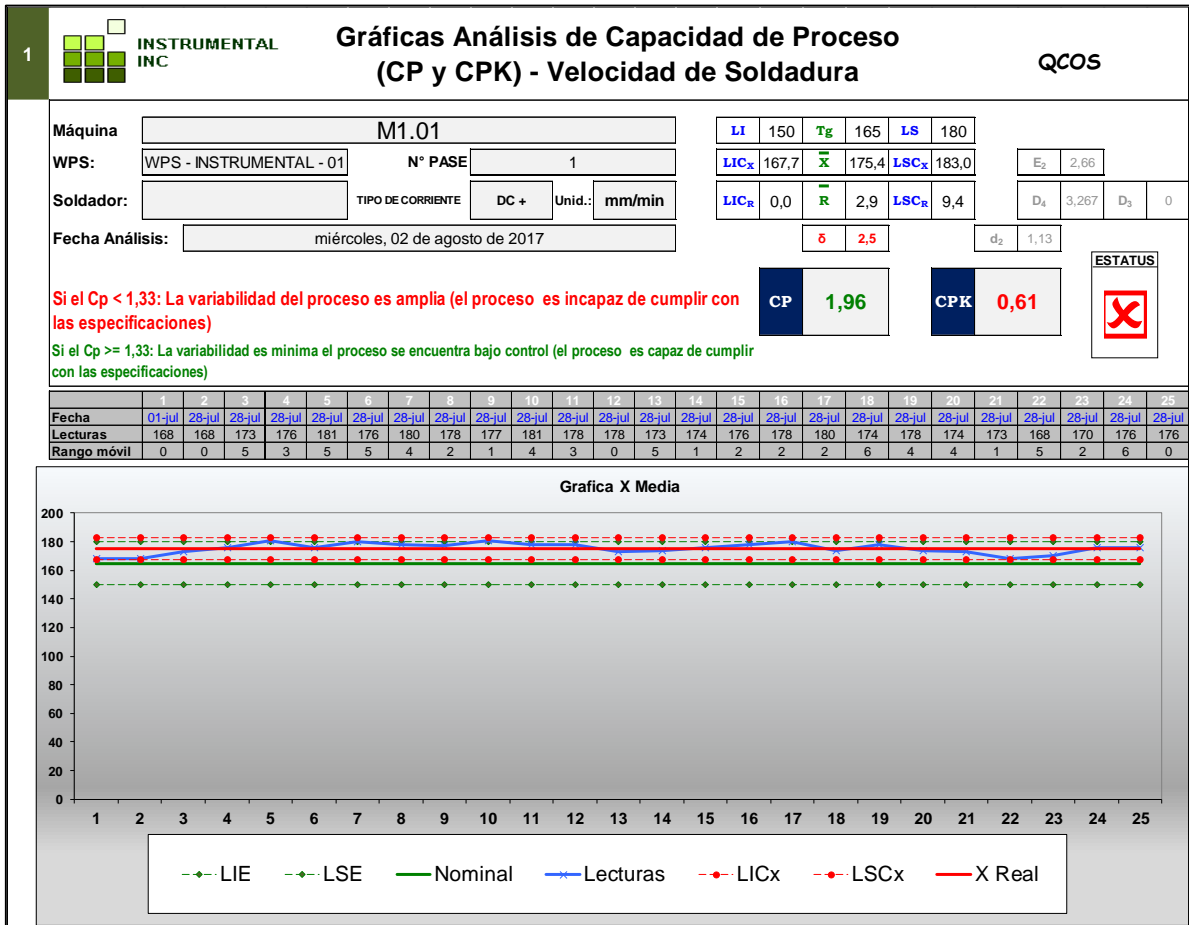 1
INSTRUMENTAL
INC
Gráficas Análisis de Capacidad de Proceso
(CP y CPK) - Velocidad de Soldadura
QCOS
Máquina M1.01 LI 150 Tg 165 LS 180
WPS: WPS - INSTRUMENTAL - 01 N° PASE 1 LICX 167,7 X̄ 175,4 LSCX 183,0 E2 2,66
Soldador: TIPO DE CORRIENTE DC + Unid.: mm/min LICR 0,0 R̄ 2,9 LSCR 9,4 D4 3,267 D3 0
Fecha Análisis: miércoles, 02 de agosto de 2017 δ 2,5 d2 1,13
ESTATUS
Si el Cp < 1,33: La variabilidad del proceso es amplia (el proceso es incapaz de cumplir con
las especificaciones)
CP 1,96 CPK 0,61
Si el Cp >= 1,33: La variabilidad es minima el proceso se encuentra bajo control (el proceso es capaz de cumplir
con las especificaciones)
1 2 3 4 5 6 7 8 9 10 11 12 13 14 15 16 17 18 19 20 21 22 23 24 25
Fecha 01-jul 28-jul 28-jul 28-jul 28-jul 28-jul 28-jul 28-jul 28-jul 28-jul 28-jul 28-jul 28-jul 28-jul 28-jul 28-jul 28-jul 28-jul 28-jul 28-jul 28-jul 28-jul 28-jul 28-jul 28-jul
Lecturas 168 168 173 176 181 176 180 178 177 181 178 178 173 174 176 178 180 174 178 174 173 168 170 176 176
Rango móvil 0 0 5 3 5 5 4 2 1 4 3 0 5 1 2 2 2 6 4 4 1 5 2 6 0
Grafica X Media
200
180
160
140
120
100
80
60
40
20
0
1 2 3 4 5 6 7 8 9 10 11 12 13 14 15 16 17 18 19 20 21 22 23 24 25
LIE LSE Nominal Lecturas LICx LSCx X Real